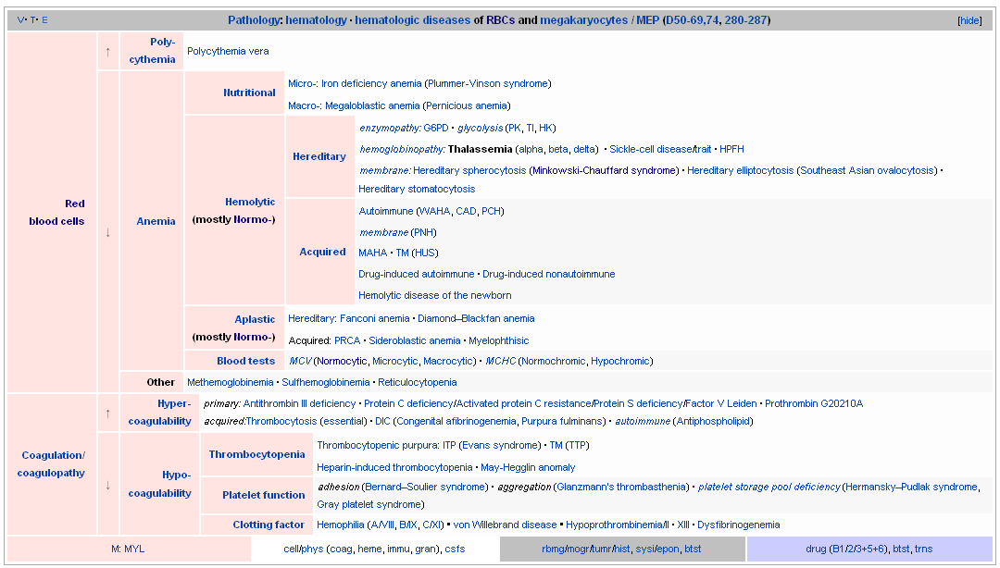 V· T· E
Pathology: hematology · hematologic diseases of RBCs and megakaryocytes / MEP (D50-69,74, 280-287)
[hide]
Red
blood cells
↑
Poly-
cythemia
Polycythemia vera
↓
Anemia
Nutritional
Micro-: Iron deficiency anemia (Plummer-Vinson syndrome)
Macro-: Megaloblastic anemia (Pernicious anemia)
Hemolytic
(mostly Normo-)
Hereditary
enzymopathy: G6PD · glycolysis (PK, TI, HK)
hemoglobinopathy: Thalassemia (alpha, beta, delta) · Sickle-cell disease/trait · HPFH
membrane: Hereditary spherocytosis (Minkowski-Chauffard syndrome) · Hereditary elliptocytosis (Southeast Asian ovalocytosis) ·
Hereditary stomatocytosis
Acquired
Autoimmune (WAHA, CAD, PCH)
membrane (PNH)
MAHA · TM (HUS)
Drug-induced autoimmune · Drug-induced nonautoimmune
Hemolytic disease of the newborn
Aplastic
(mostly Normo-)
Hereditary: Fanconi anemia · Diamond–Blackfan anemia
Acquired: PRCA · Sideroblastic anemia · Myelophthisic
Blood tests
MCV (Normocytic, Microcytic, Macrocytic) · MCHC (Normochromic, Hypochromic)
Other
Methemoglobinemia · Sulfhemoglobinemia · Reticulocytopenia
Coagulation/
coagulopathy
↑
Hyper-
coagulability
primary: Antithrombin III deficiency · Protein C deficiency/Activated protein C resistance/Protein S deficiency/Factor V Leiden · Prothrombin G20210A
acquired:Thrombocytosis (essential) · DIC (Congenital afibrinogenemia, Purpura fulminans) · autoimmune (Antiphospholipid)
↓
Hypo-
coagulability
Thrombocytopenia
Thrombocytopenic purpura: ITP (Evans syndrome) · TM (TTP)
Heparin-induced thrombocytopenia · May-Hegglin anomaly
Platelet function
adhesion (Bernard–Soulier syndrome) · aggregation (Glanzmann's thrombasthenia) · platelet storage pool deficiency (Hermansky–Pudlak syndrome,
Gray platelet syndrome)
Clotting factor
Hemophilia (A/VIII, B/IX, C/XI) · von Willebrand disease · Hypoprothrombinemia/II · XIII · Dysfibrinogenemia
M: MYL
cell/phys (coag, heme, immu, gran), csfs
rbmg/mogr/tumr/hist, sysi/epon, btst
drug (B1/2/3+5+6), btst, trns